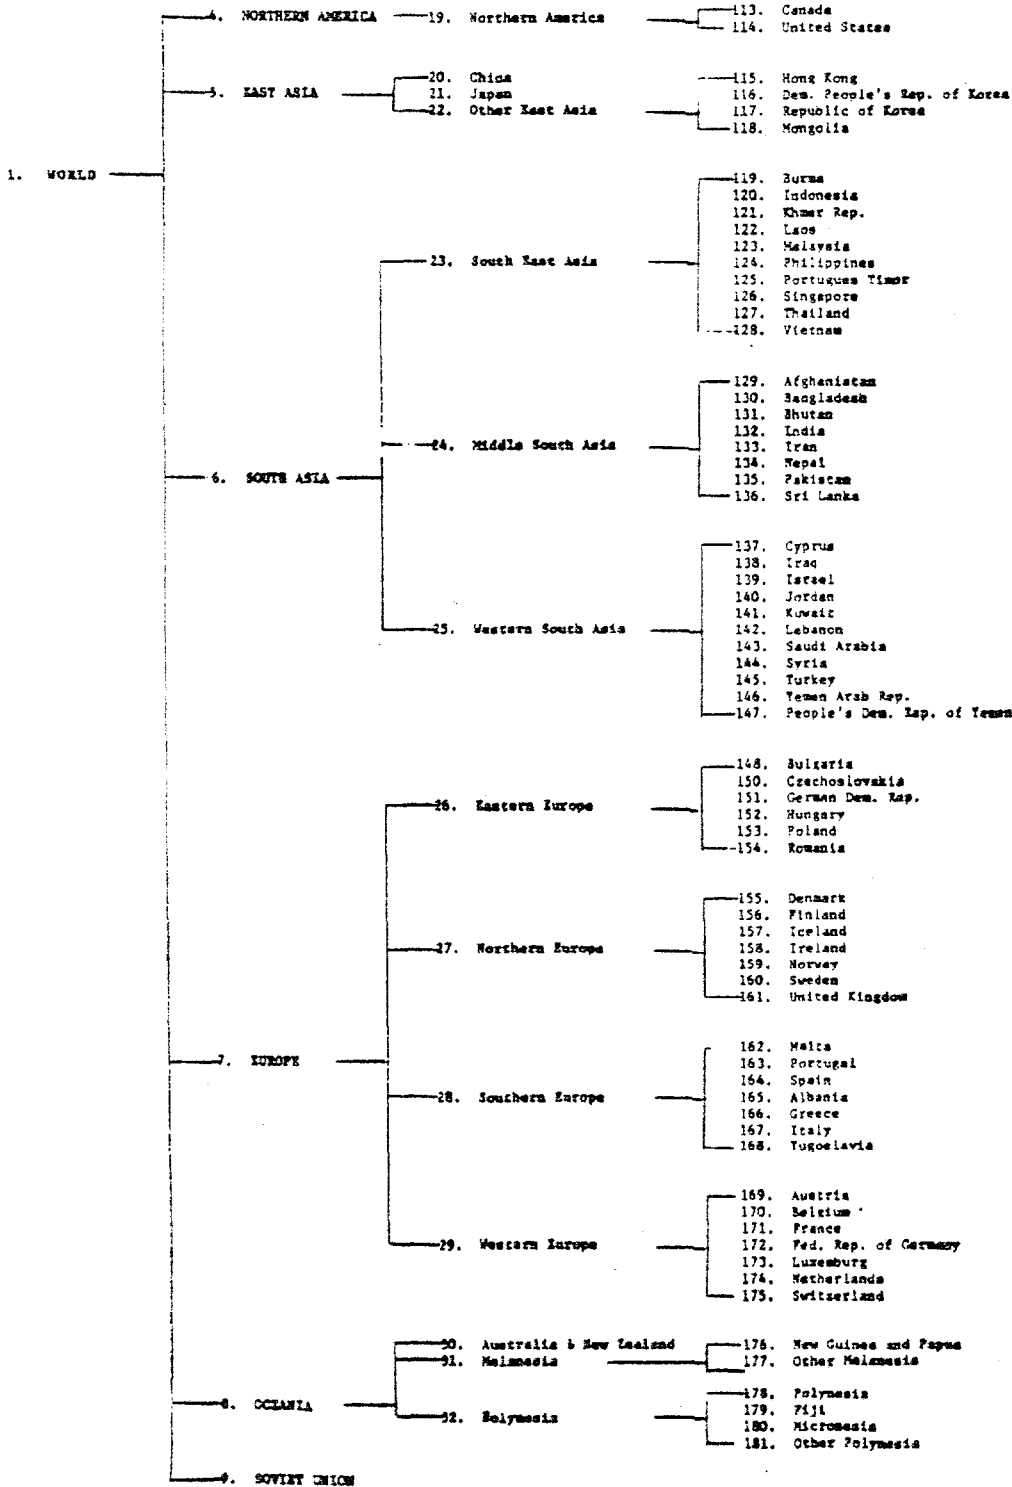 4. NORTHERN AMERICA 19. Northern America 113. Canada
114. United States
5. EAST ASIA 20. China 115. Hong Kong
21. Japan 116. Dem. People's Rep. of Korea
22. Other East Asia 117. Republic of Korea
118. Mongolia
1. WORLD
119. Burma
120. Indonesia
121. Khmer Rep.
122. Laos
123. Malaysia
23. South East Asia 124. Philippines
125. Portugues Timor
126. Singapore
127. Thailand
128. Vietnam
129. Afghanistan
130. Bangladesh
131. Bhutan
132. India
24. Middle South Asia 133. Iran
134. Nepal
6. SOUTH ASIA 135. Pakistan
136. Sri Lanka
137. Cyprus
138. Iraq
139. Israel
140. Jordan
141. Kuwait
25. Western South Asia 142. Lebanon
143. Saudi Arabia
144. Syria
145. Turkey
146. Yemen Arab Rep.
147. People's Dem. Rep. of Yemen
148. Bulgaria
150. Czechoslovakia
26. Eastern Europe 151. German Dem. Rep.
152. Hungary
153. Poland
154. Romania
155. Denmark
156. Finland
157. Iceland
27. Northern Europe 158. Ireland
159. Norway
160. Sweden
161. United Kingdom
162. Malta
7. EUROPE 163. Portugal
164. Spain
28. Southern Europe 165. Albania
166. Greece
167. Italy
168. Yugoslavia
169. Austria
170. Belgium
171. France
29. Western Europe 172. Fed. Rep. of Germany
173. Luxemburg
174. Netherlands
175. Switzerland
30. Australia & New Zealand 176. New Guinea and Papua
31. Melanesia 177. Other Melanesia
178. Polynesia
8. OCEANIA 179. Fiji
32. Polynesia 180. Micronesia
181. Other Polynesia
9. SOVIET UNION